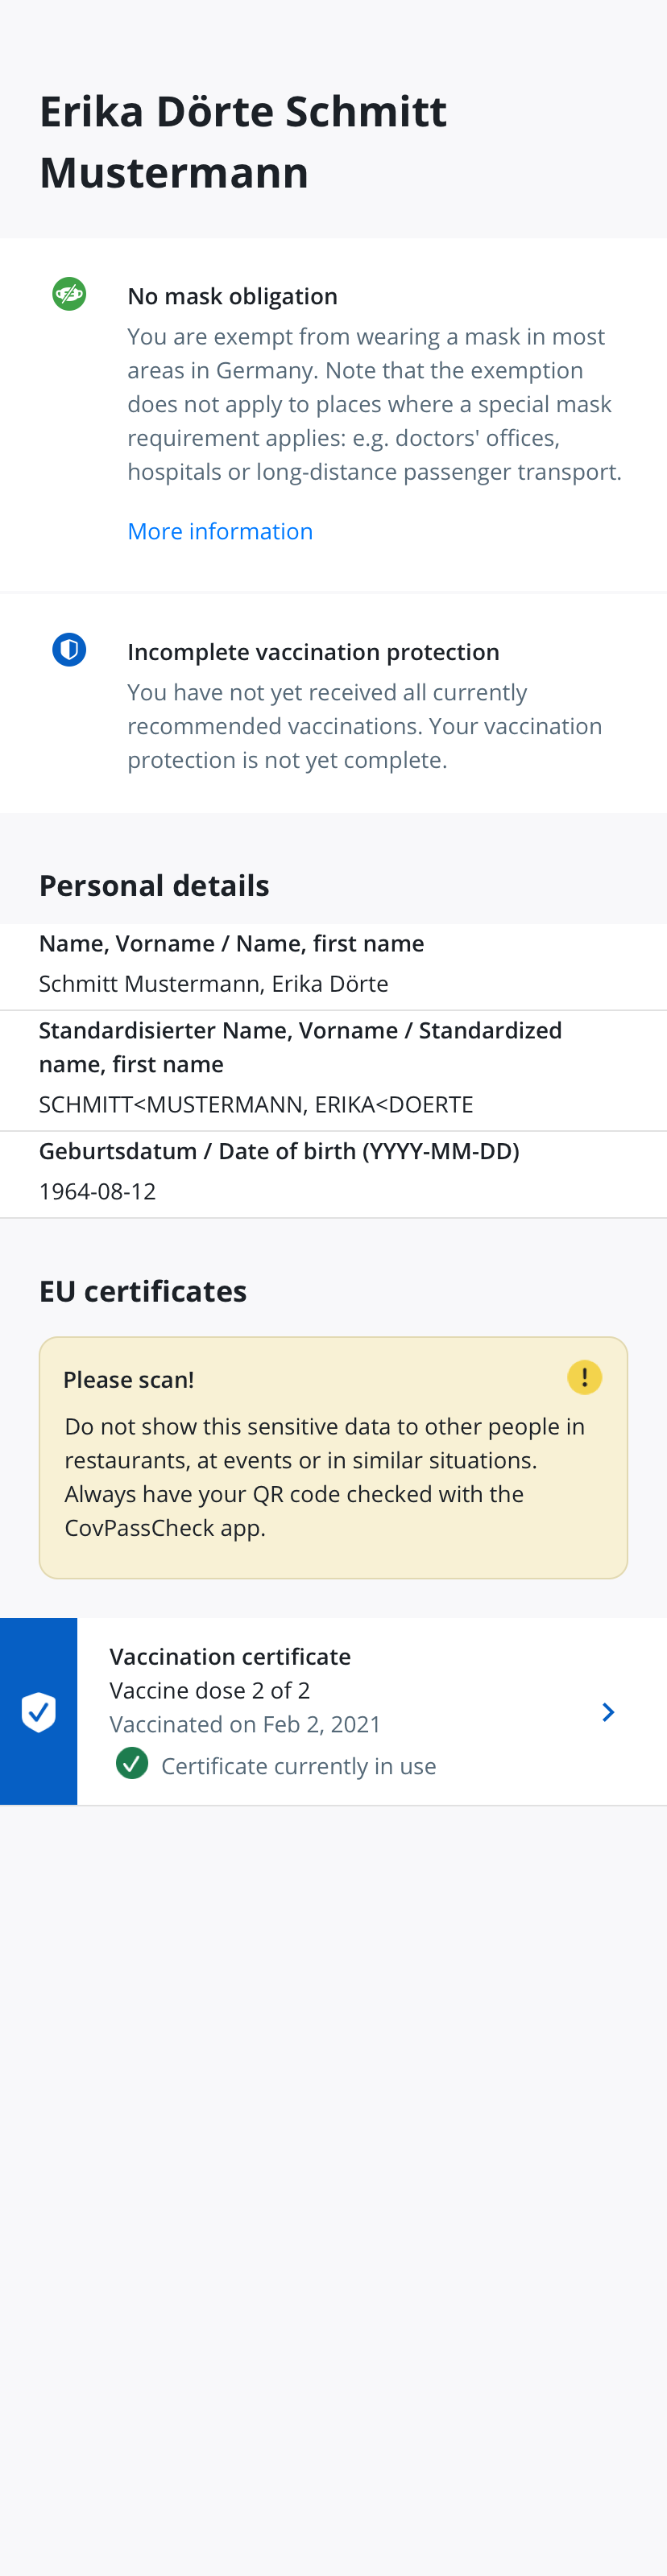 Erika Dörte Schmitt
Mustermann
No mask obligation
You are exempt from wearing a mask in most
areas in Germany. Note that the exemption
does not apply to places where a special mask
requirement applies: e.g. doctors' offices,
hospitals or long-distance passenger transport.
More information
Incomplete vaccination protection
You have not yet received all currently
recommended vaccinations. Your vaccination
protection is not yet complete.
Personal details
Name, Vorname / Name, first name
Schmitt Mustermann, Erika Dörte
Standardisierter Name, Vorname / Standardized
name, first name
SCHMITT<MUSTERMANN, ERIKA<DOERTE
Geburtsdatum / Date of birth (YYYY-MM-DD)
1964-08-12
EU certificates
Please scan!
Do not show this sensitive data to other people in
restaurants, at events or in similar situations.
Always have your QR code checked with the
CovPassCheck app.
Vaccination certificate
Vaccine dose 2 of 2
Vaccinated on Feb 2, 2021
Certificate currently in use